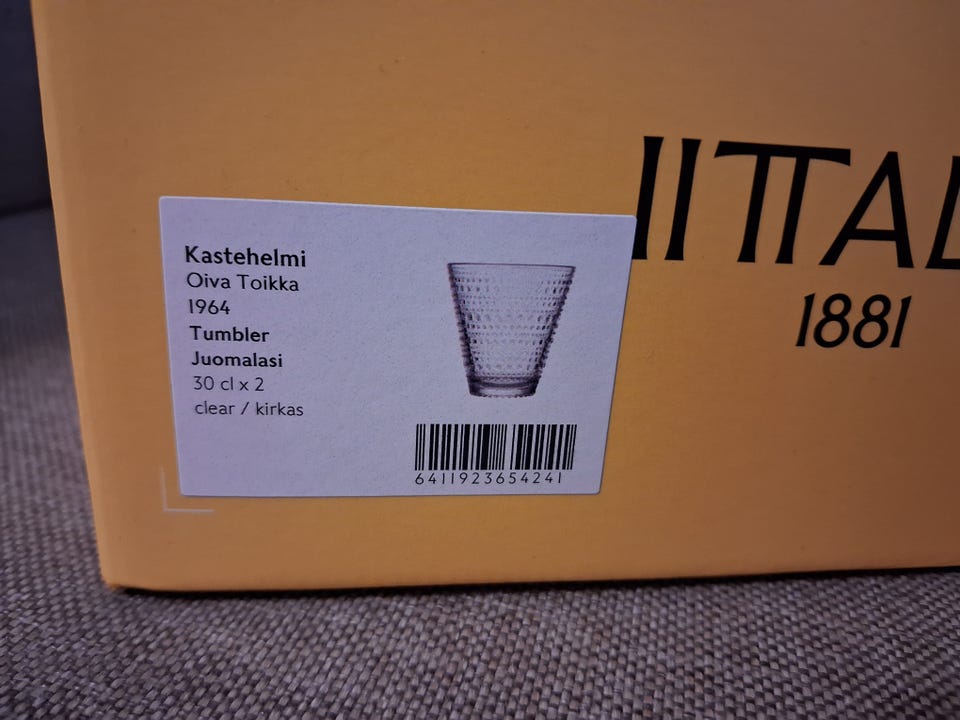 Kastehelmi
Oiva Toikka
1964
Tumbler
Juomalasi
30 cl x 2
clear / kirkas
6411923654241
IITTAL
1881